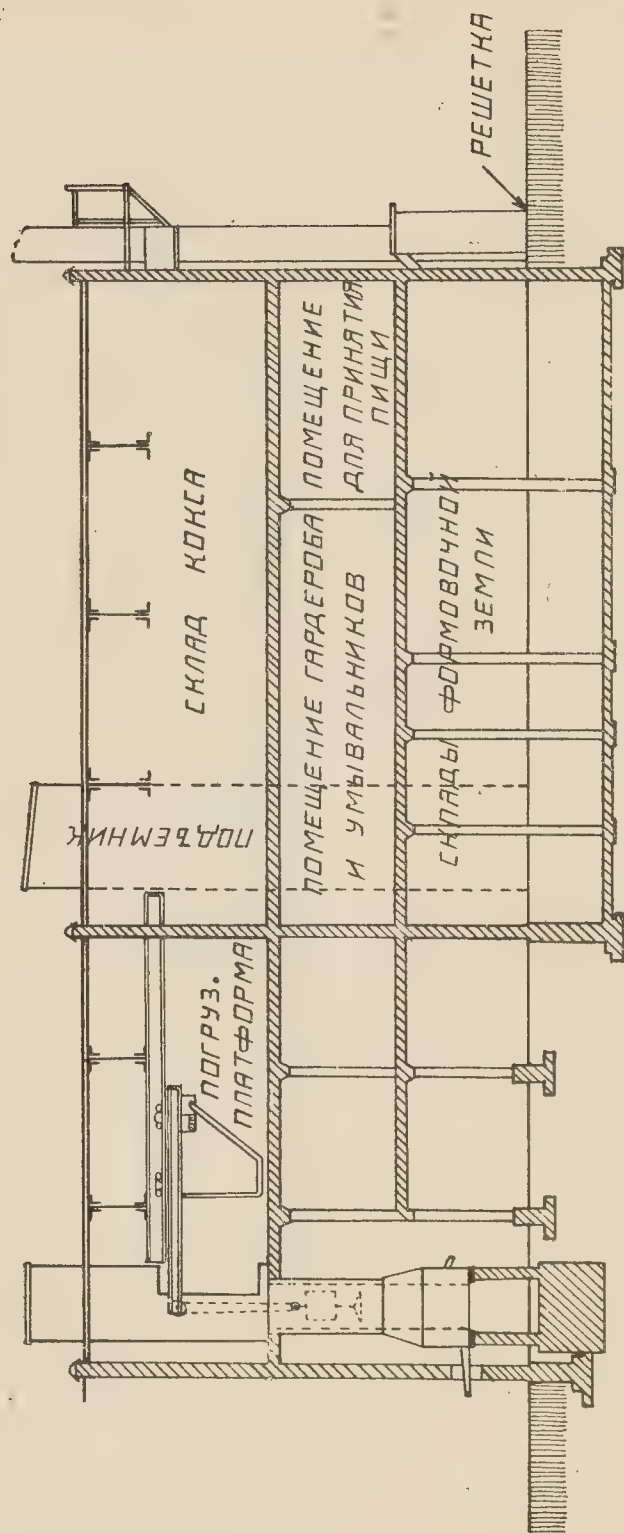 РЕШЕТКА
СКЛАД КОКСА
ПОМЕЩЕНИЕ
ДЛЯ ПРИНЯТИЯ
ПИЩИ
ПОМЕЩЕНИЕ ГАРДЕРОБА
И УМЫВАЛЬНИКОВ
СКЛАДЫ ФОРМОВОЧНОЙ
ЗЕМЛИ
ПОДЪЕМНИК
ПОГРУЗ.
ПЛАТФОРМА